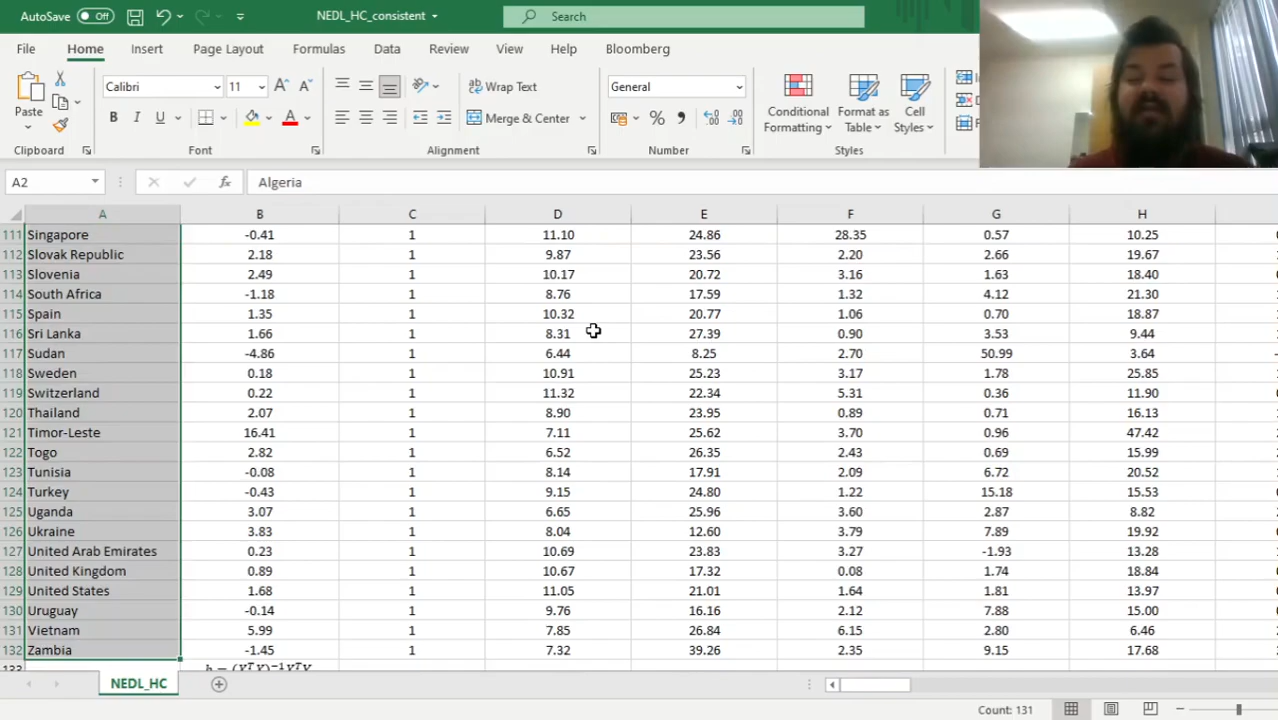 AutoSave Off NEDL_HC_consistent Search
File Home Insert Page Layout Formulas Data Review View Help Bloomberg
Calibri 11 Wrap Text General
Paste B I U Merge & Center Conditional Formatting Format as Table Cell Styles
Clipboard Font Alignment Number Styles
A2 fx Algeria
A B C D E F G H
111 Singapore -0.41 1 11.10 24.86 28.35 0.57 10.25
112 Slovak Republic 2.18 1 9.87 23.56 2.20 2.66 19.67
113 Slovenia 2.49 1 10.17 20.72 3.16 1.63 18.40
114 South Africa -1.18 1 8.76 17.59 1.32 4.12 21.30
115 Spain 1.35 1 10.32 20.77 1.06 0.70 18.87
116 Sri Lanka 1.66 1 8.31 27.39 0.90 3.53 9.44
117 Sudan -4.86 1 6.44 8.25 2.70 50.99 3.64
118 Sweden 0.18 1 10.91 25.23 3.17 1.78 25.85
119 Switzerland 0.22 1 11.32 22.34 5.31 0.36 11.90
120 Thailand 2.07 1 8.90 23.95 0.89 0.71 16.13
121 Timor-Leste 16.41 1 7.11 25.62 3.70 0.96 47.42
122 Togo 2.82 1 6.52 26.35 2.43 0.69 15.99
123 Tunisia -0.08 1 8.14 17.91 2.09 6.72 20.52
124 Turkey -0.43 1 9.15 24.80 1.22 15.18 15.53
125 Uganda 3.07 1 6.65 25.96 3.60 2.87 8.82
126 Ukraine 3.83 1 8.04 12.60 3.79 7.89 19.92
127 United Arab Emirates 0.23 1 10.69 23.83 3.27 -1.93 13.28
128 United Kingdom 0.89 1 10.67 17.32 0.08 1.74 18.84
129 United States 1.68 1 11.05 21.01 1.64 1.81 13.97
130 Uruguay -0.14 1 9.76 16.16 2.12 7.88 15.00
131 Vietnam 5.99 1 7.85 26.84 6.15 2.80 6.46
132 Zambia -1.45 1 7.32 39.26 2.35 9.15 17.68
NEDL_HC
Count: 131